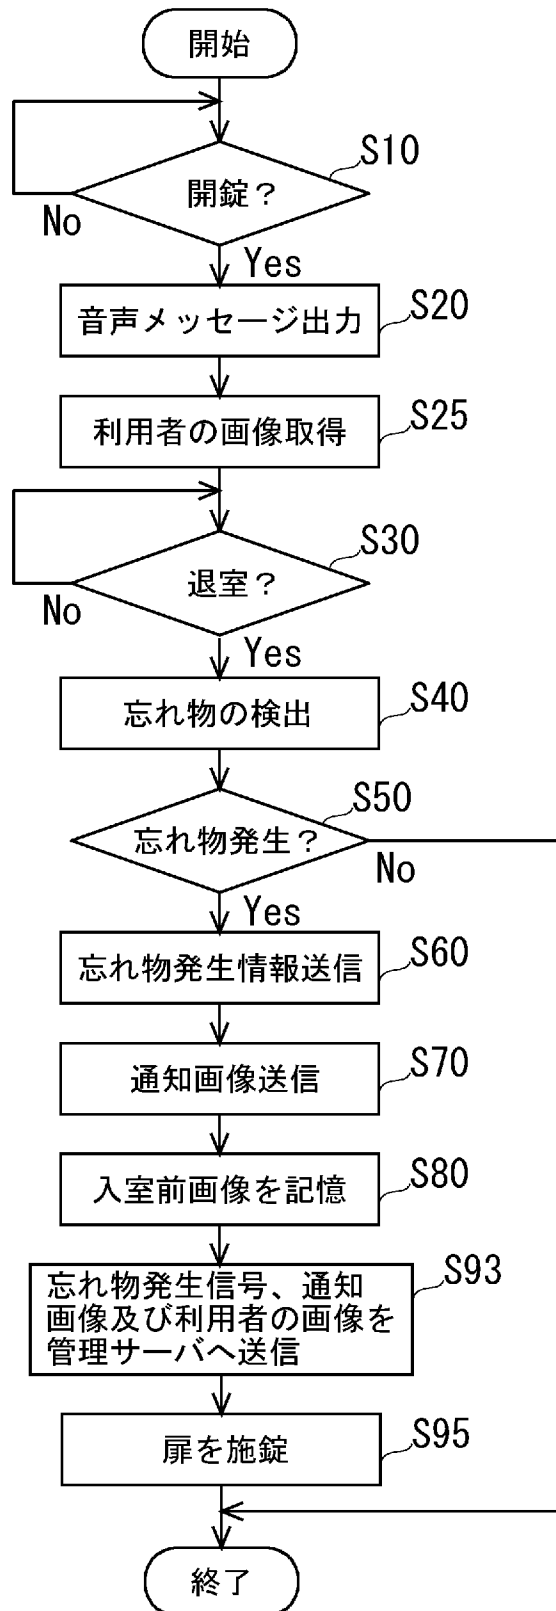 開始
S10
開錠？
No
Yes
音声メッセージ出力
S20
利用者の画像取得
S25
S30
退室？
No
Yes
忘れ物の検出
S40
S50
忘れ物発生？
No
Yes
忘れ物発生情報送信
S60
通知画像送信
S70
入室前画像を記憶
S80
忘れ物発生信号、通知
画像及び利用者の画像を
管理サーバへ送信
S93
扉を施錠
S95
終了